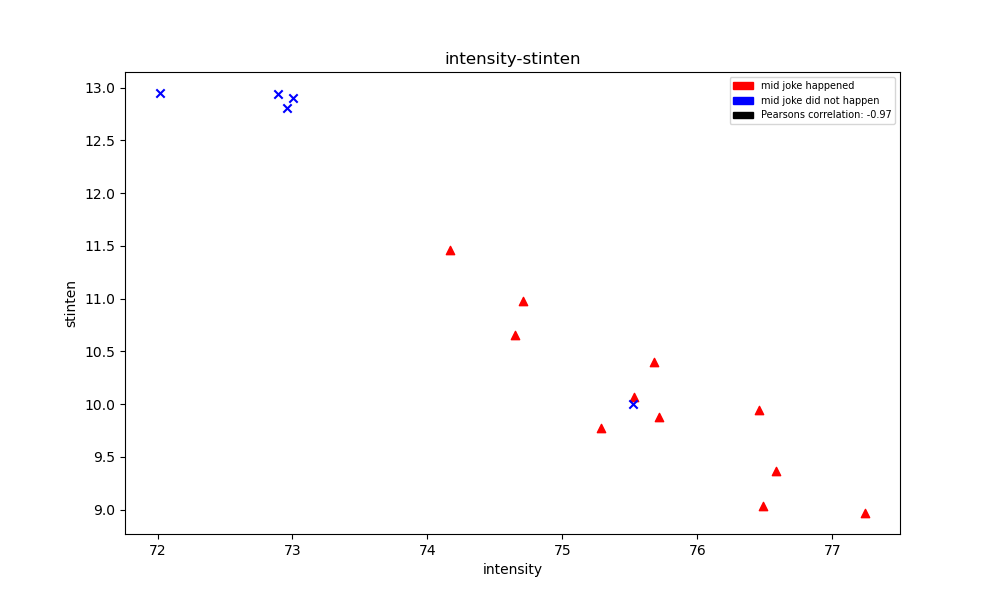 intensity-stinten
mid joke happened
mid joke did not happen
Pearsons correlation: -0.97
13.0
12.5
12.0
11.5
11.0
10.5
10.0
9.5
9.0
stinten
72 73 74 75 76 77
intensity